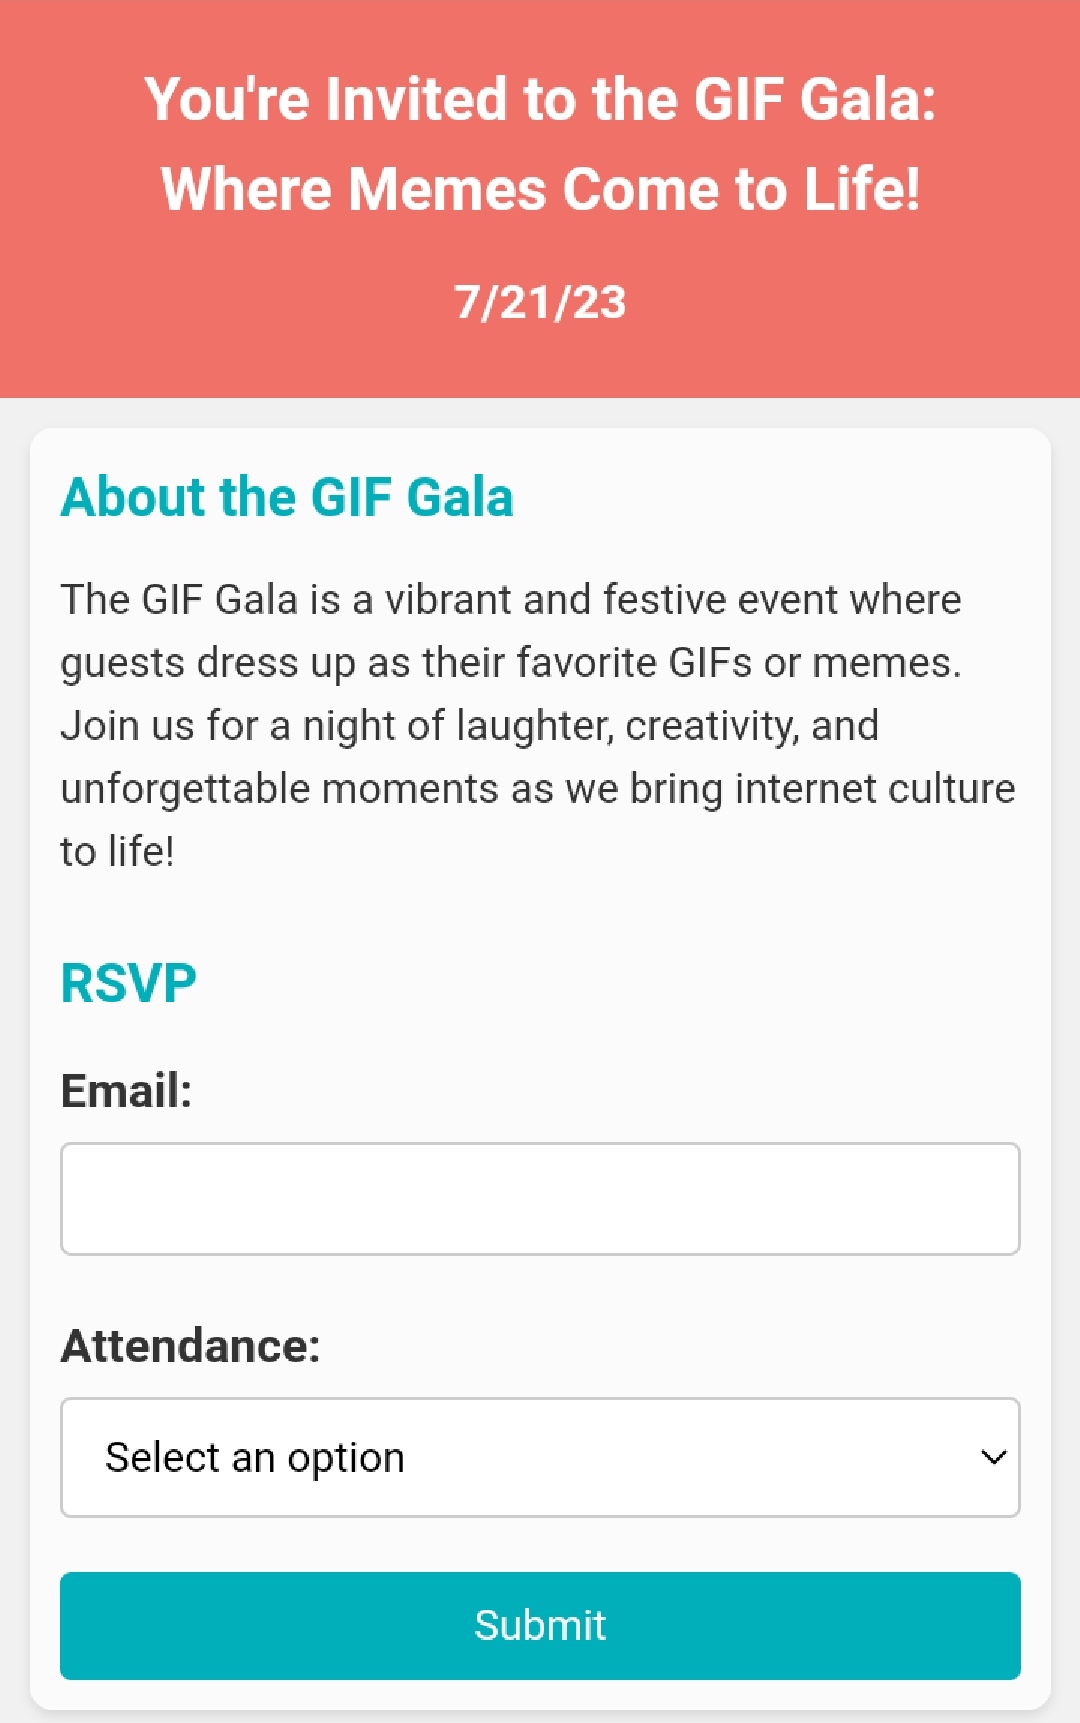 You're Invited to the GIF Gala:
Where Memes Come to Life!
7/21/23
About the GIF Gala
The GIF Gala is a vibrant and festive event where
guests dress up as their favorite GIFs or memes.
Join us for a night of laughter, creativity, and
unforgettable moments as we bring internet culture
to life!
RSVP
Email:
Attendance:
Select an option
Submit